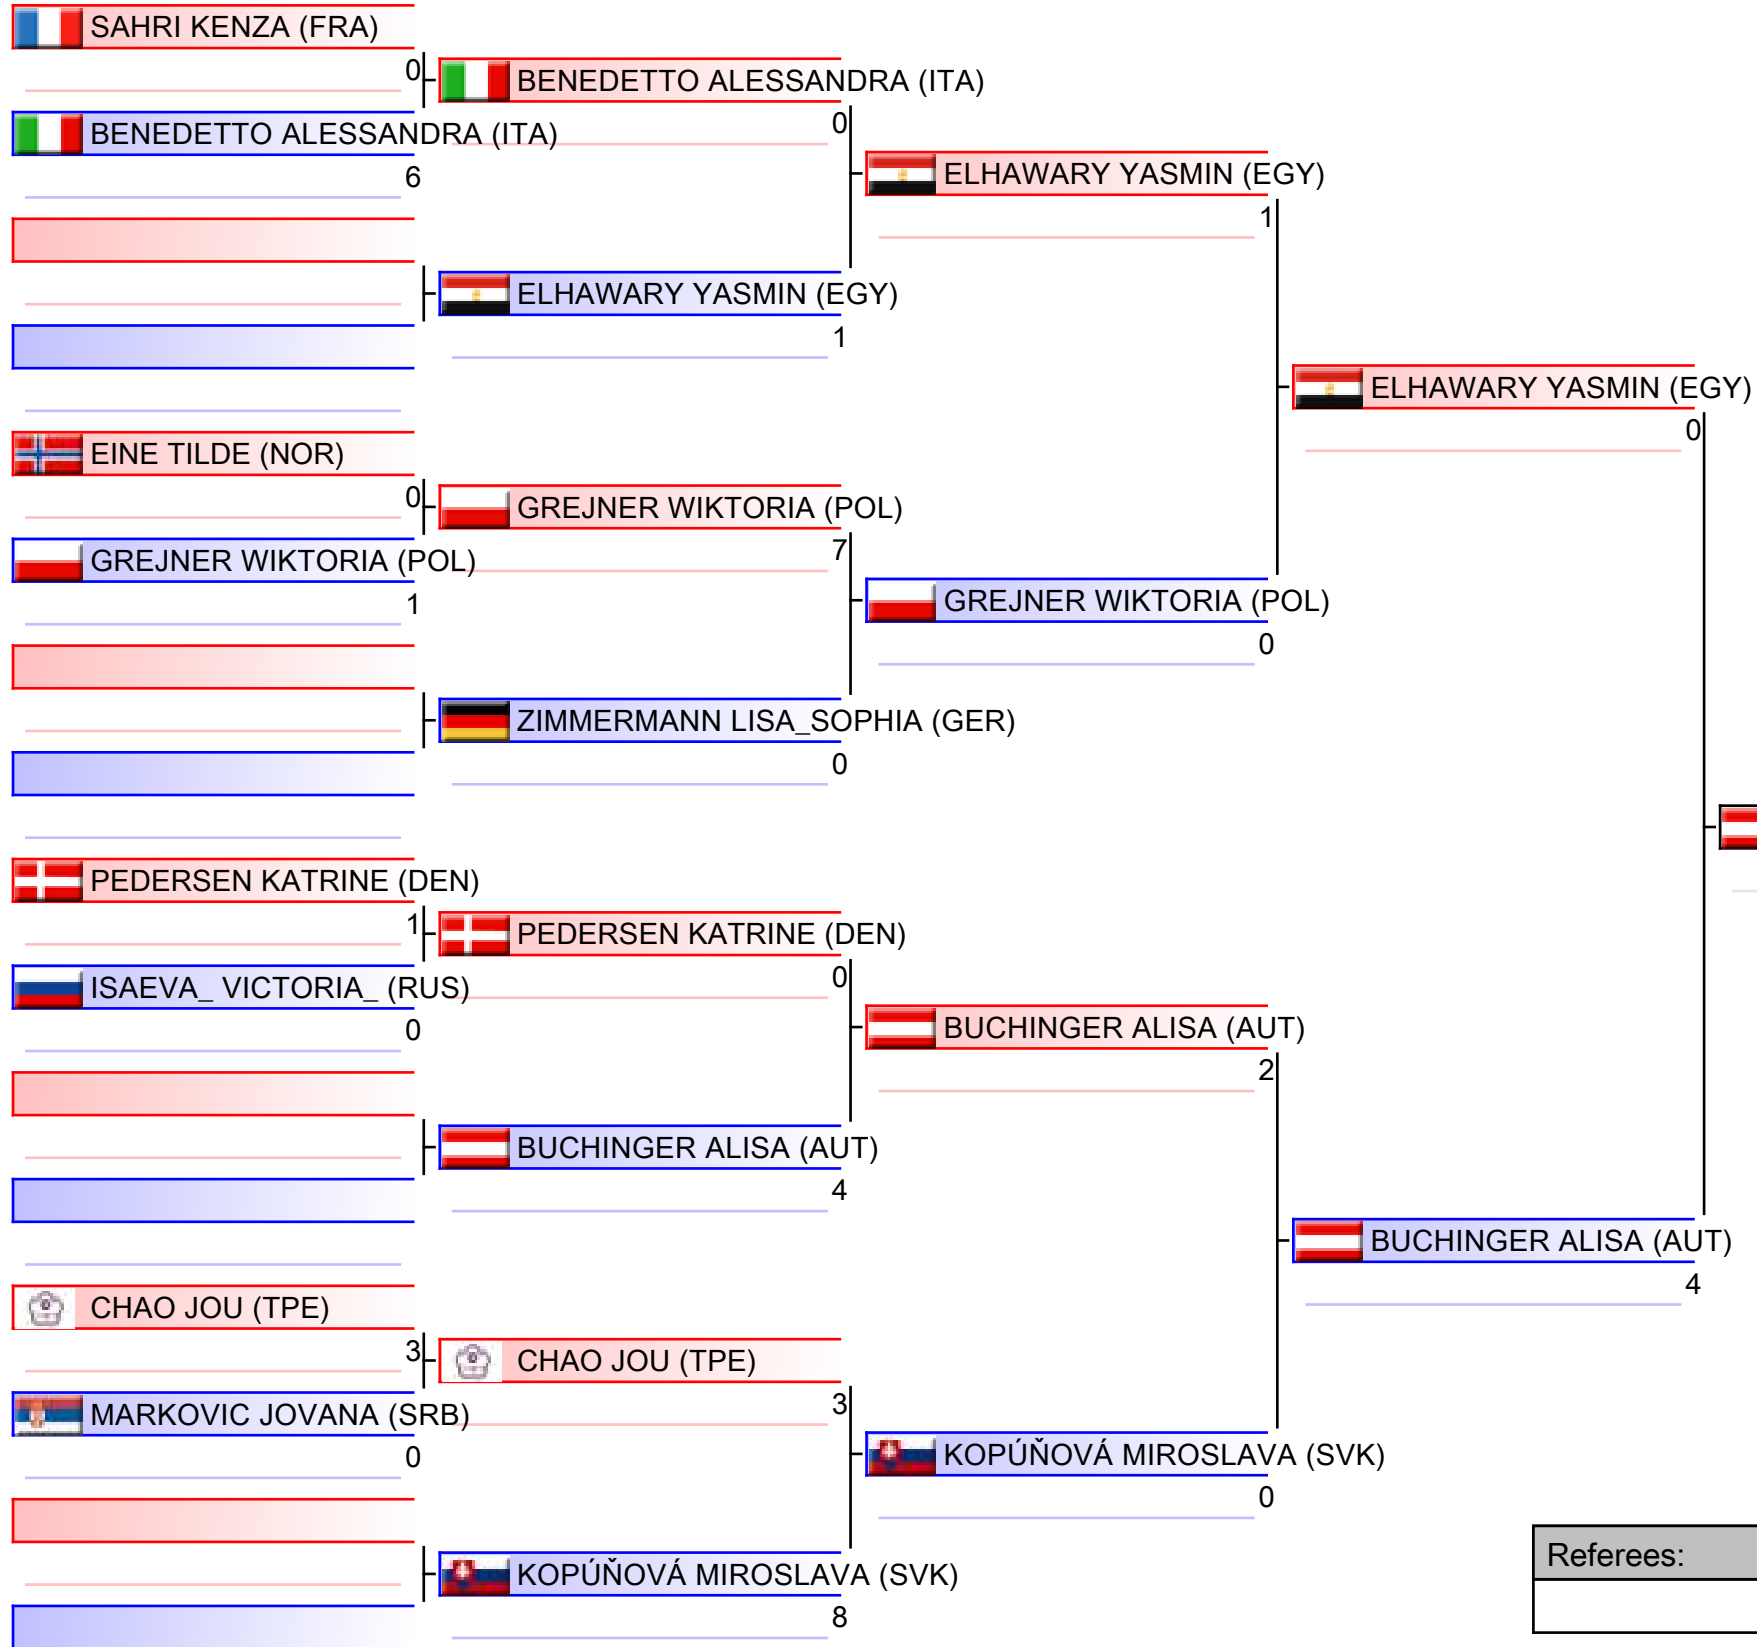 SAHRI KENZA (FRA)
0
BENEDETTO ALESSANDRA (ITA)
6
EINE TILDE (NOR)
0
GREJNER WIKTORIA (POL)
1
PEDERSEN KATRINE (DEN)
1
ISAEVA_ VICTORIA_ (RUS)
0
CHAO JOU (TPE)
3
MARKOVIC JOVANA (SRB)
0
BENEDETTO ALESSANDRA (ITA)
0
ELHAWARY YASMIN (EGY)
1
GREJNER WIKTORIA (POL)
7
ZIMMERMANN LISA_SOPHIA (GER)
0
PEDERSEN KATRINE (DEN)
0
BUCHINGER ALISA (AUT)
4
CHAO JOU (TPE)
3
KOPÚŇOVÁ MIROSLAVA (SVK)
8
ELHAWARY YASMIN (EGY)
1
GREJNER WIKTORIA (POL)
0
BUCHINGER ALISA (AUT)
2
KOPÚŇOVÁ MIROSLAVA (SVK)
0
ELHAWARY YASMIN (EGY)
0
BUCHINGER ALISA (AUT)
4
Referees: